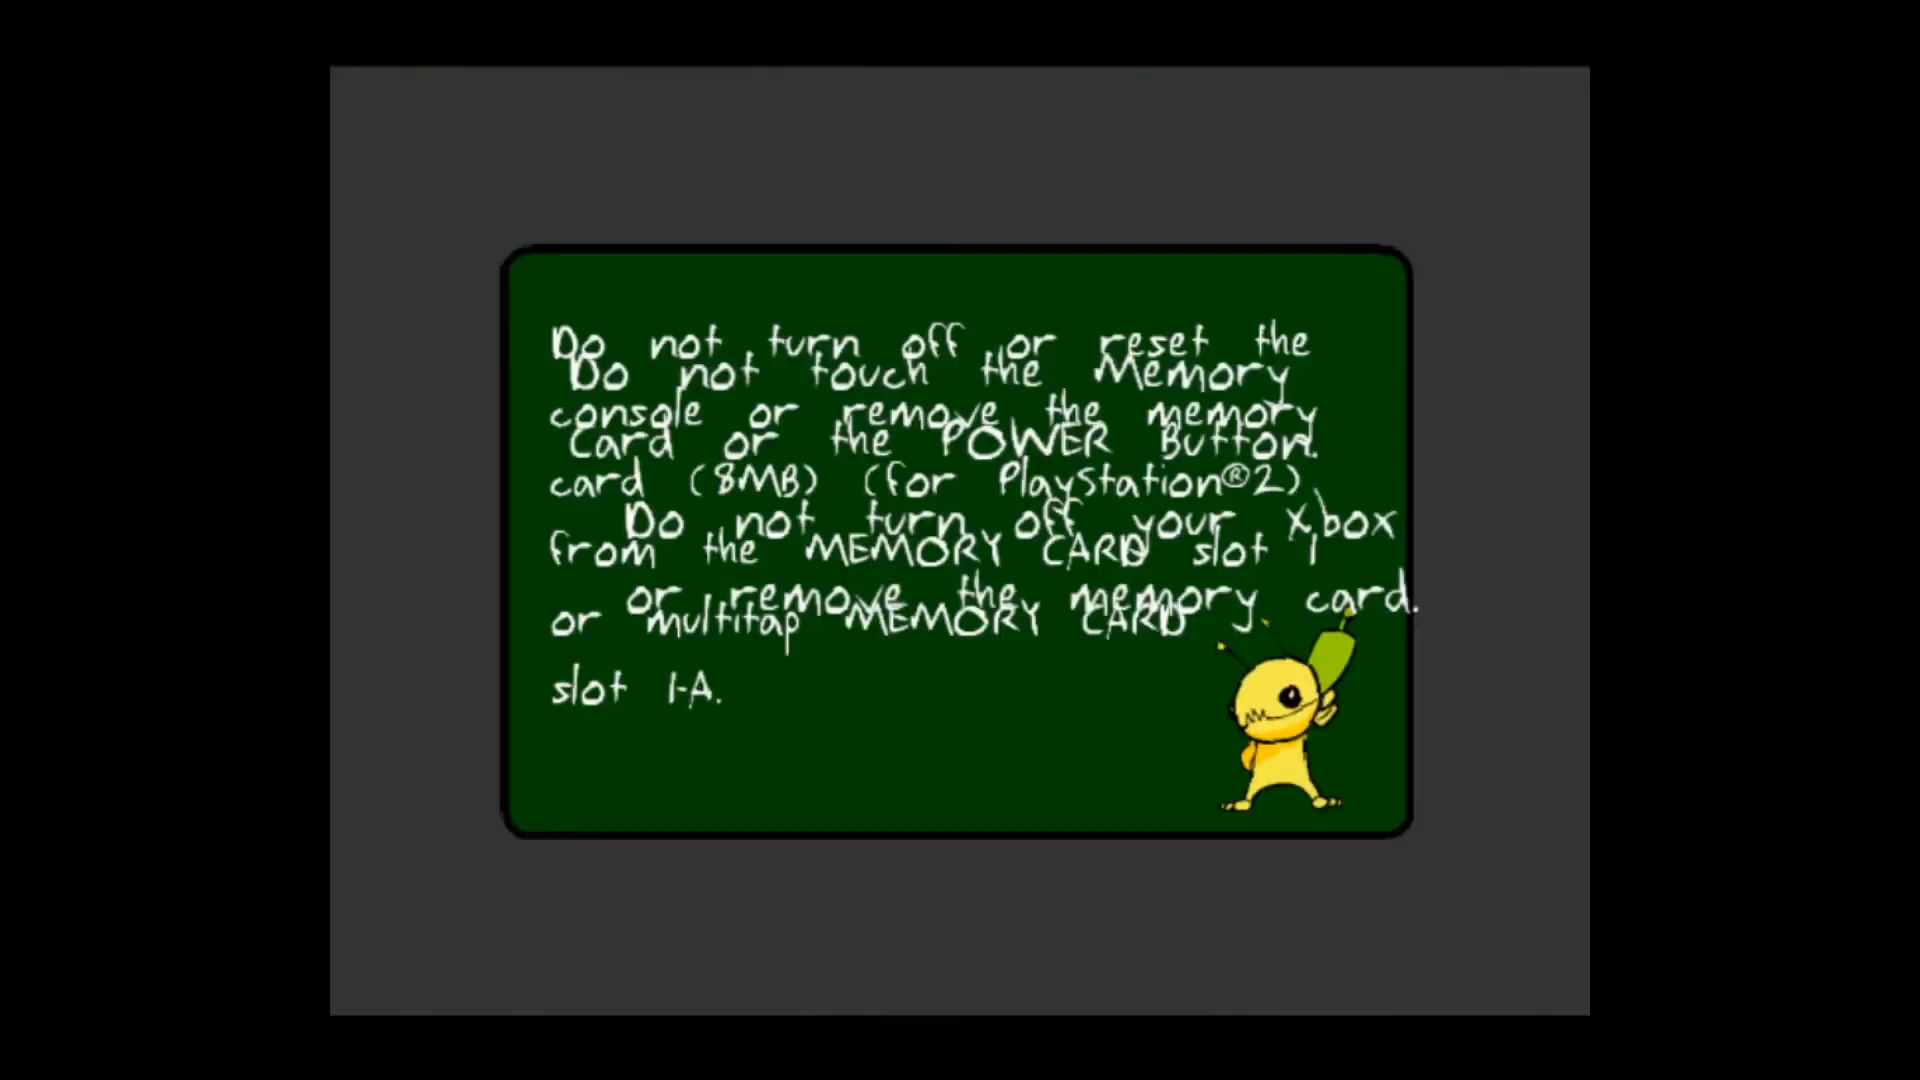 Do not turn off or reset the
Do not touch the Memory
console or remove the memory
Card or the POWER Button.
card (8MB) (for PlayStation®2)
Do not turn off your Xbox
from the MEMORY CARD slot 1,
or remove the memory card.
or multitap MEMORY CARD
slot 1-A.